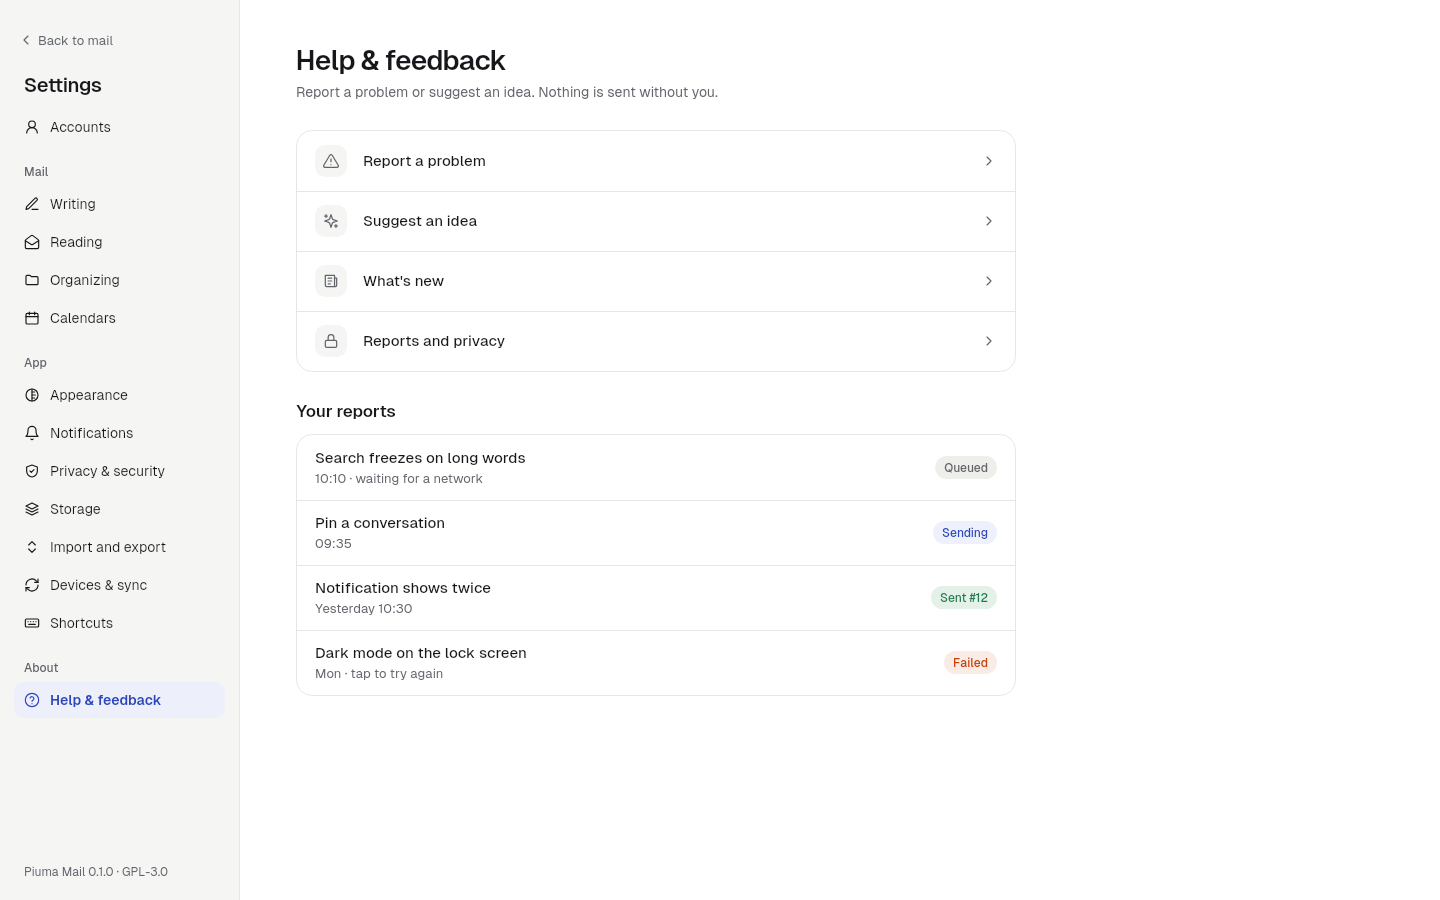 Back to mail
Settings
Accounts
Mail
Writing
Reading
Organizing
Calendars
App
Appearance
Notifications
Privacy & security
Storage
Import and export
Devices & sync
Shortcuts
About
Help & feedback
Piuma Mail 0.1.0 · GPL-3.0
Help & feedback
Report a problem or suggest an idea. Nothing is sent without you.
Report a problem
Suggest an idea
What's new
Reports and privacy
Your reports
Search freezes on long words
10:10 · waiting for a network
Queued
Pin a conversation
09:35
Sending
Notification shows twice
Yesterday 10:30
Sent #12
Dark mode on the lock screen
Mon · tap to try again
Failed